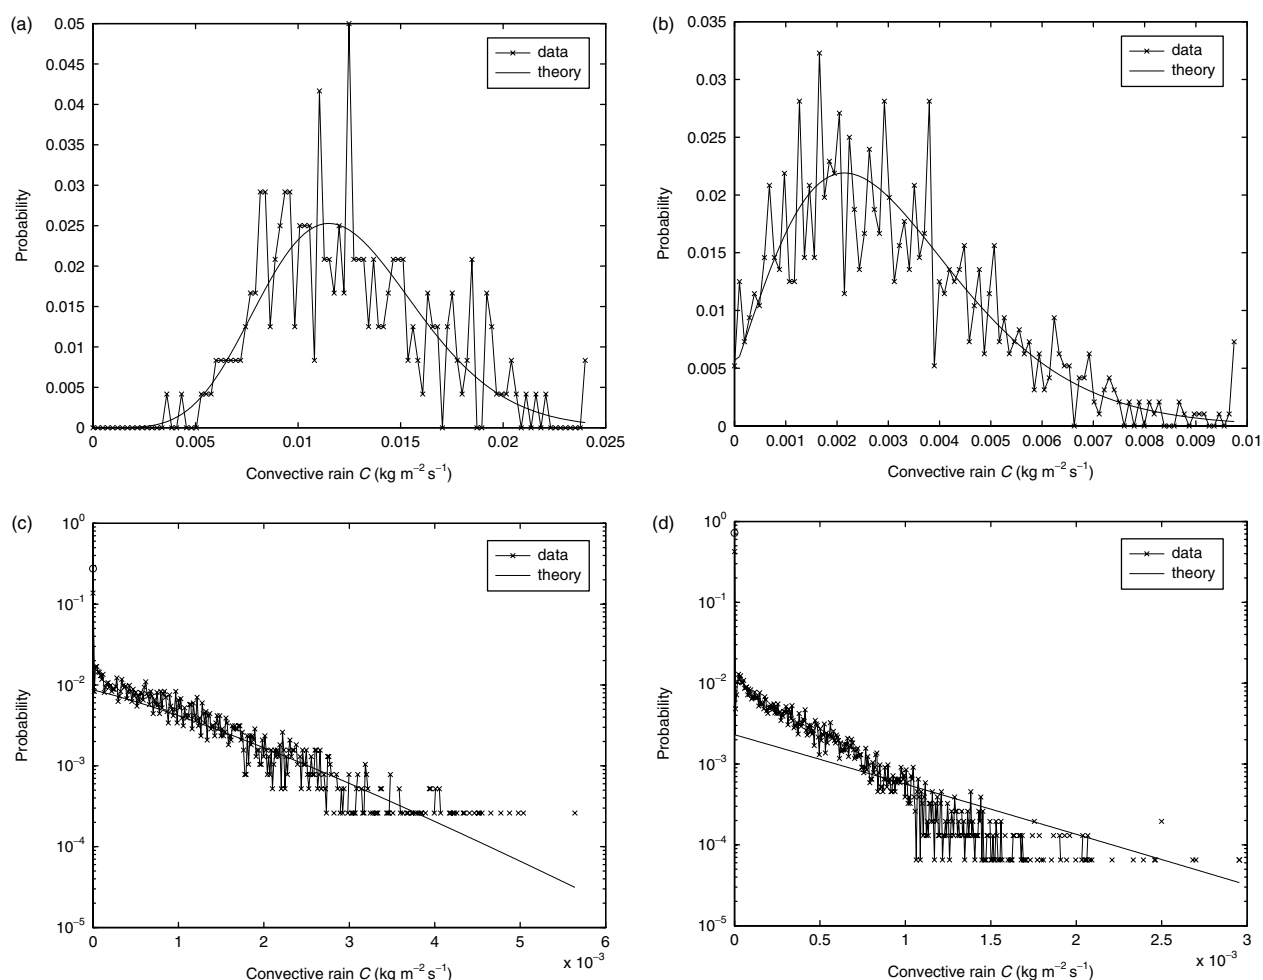 (a)
0.05
0.045
0.04
0.035
0.03
0.025
0.02
0.015
0.01
0.005
0
Probability
data
theory
0 0.005 0.01 0.015 0.02 0.025
Convective rain C (kg m−2 s−1)
(b)
0.035
0.03
0.025
0.02
0.015
0.01
0.005
0
Probability
data
theory
0 0.001 0.002 0.003 0.004 0.005 0.006 0.007 0.008 0.009 0.01
Convective rain C (kg m−2 s−1)
(c)
10^0
10^−1
10^−2
10^−3
10^−4
10^−5
Probability
data
theory
0 1 2 3 4 5 6
x 10^−3
Convective rain C (kg m−2 s−1)
(d)
10^0
10^−1
10^−2
10^−3
10^−4
10^−5
Probability
data
theory
0 0.5 1 1.5 2 2.5 3
x 10^−3
Convective rain C (kg m−2 s−1)